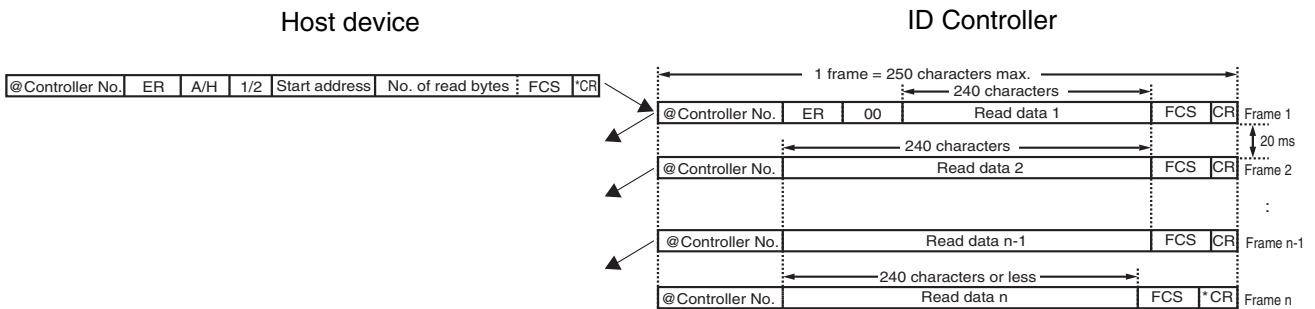 Host device
ID Controller
@Controller No. ER A/H 1/2 Start address No. of read bytes FCS *CR
1 frame = 250 characters max.
240 characters
@Controller No. ER 00 Read data 1 FCS CR Frame 1
20 ms
240 characters
@Controller No. Read data 2 FCS CR Frame 2
:
@Controller No. Read data n-1 FCS CR Frame n-1
240 characters or less
@Controller No. Read data n FCS *CR Frame n